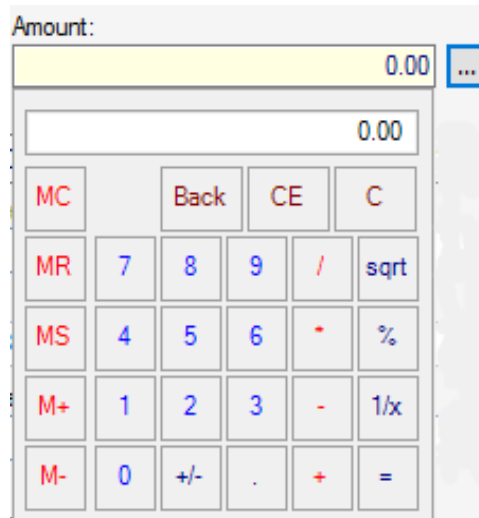 Amount:
0.00 ...
0.00
MC Back CE C
MR 7 8 9 / sqrt
MS 4 5 6 * %
M+ 1 2 3 - 1/x
M- 0 +/- . + =